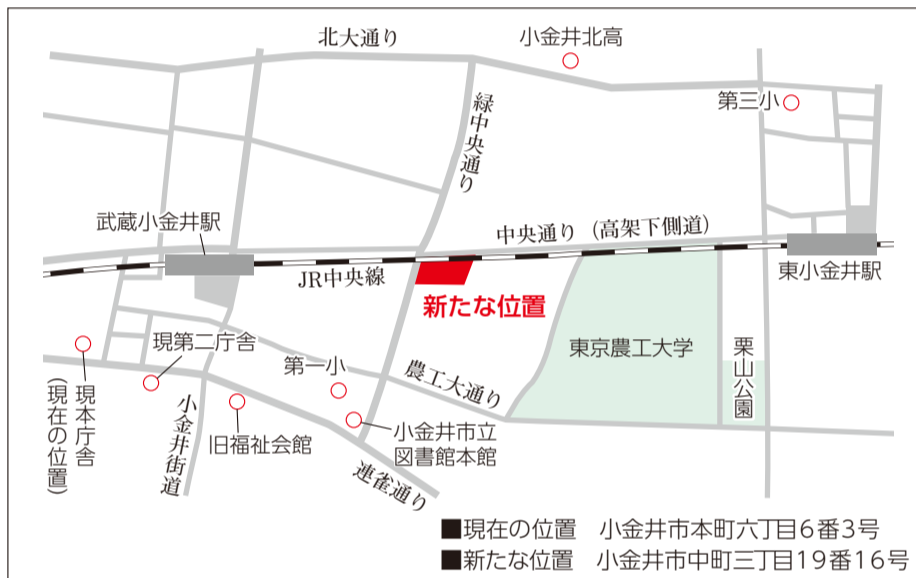 北大通り
小金井北高
第三小
緑中央通り
武蔵小金井駅
中央通り（高架下側道）
JR中央線
東小金井駅
新たな位置
現第二庁舎
第一小
東京農工大学
栗山公園
農工大通り
現本庁舎
(現在の位置)
小金井街道
旧福祉会館
小金井市立
図書館本館
連雀通り
■現在の位置　小金井市本町六丁目6番3号
■新たな位置　小金井市中町三丁目19番16号